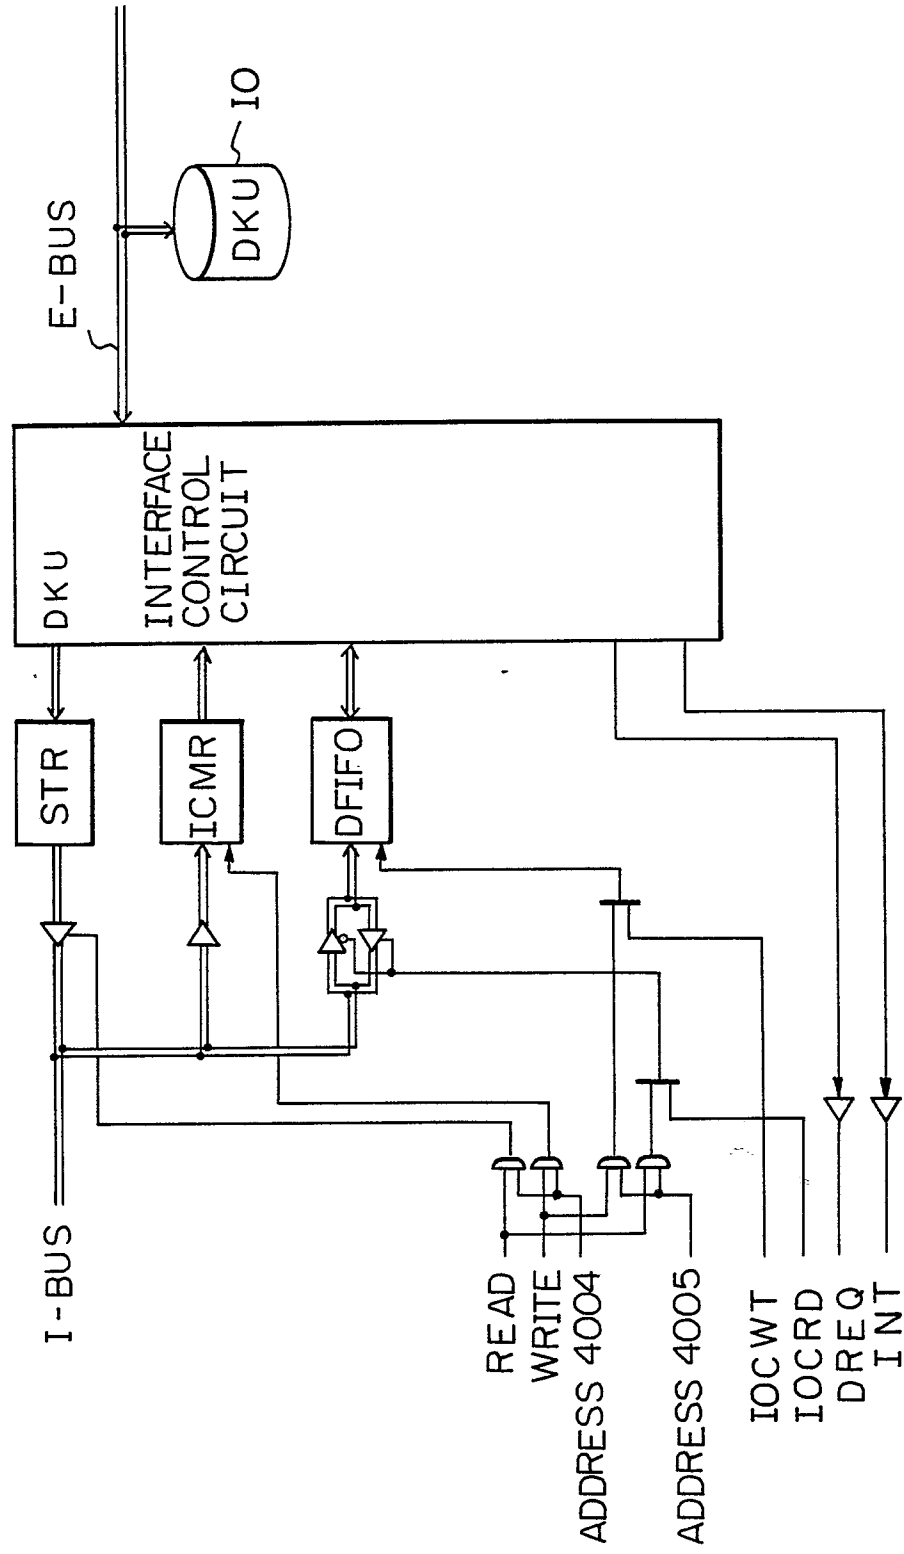 I-BUS
STR
DKU
E-BUS
ICMR
INTERFACE
CONTROL
CIRCUIT
DKU
10
DFIFO
READ
WRITE
ADDRESS 4004
ADDRESS 4005
IOCWT
IOCRD
DREQ
INT